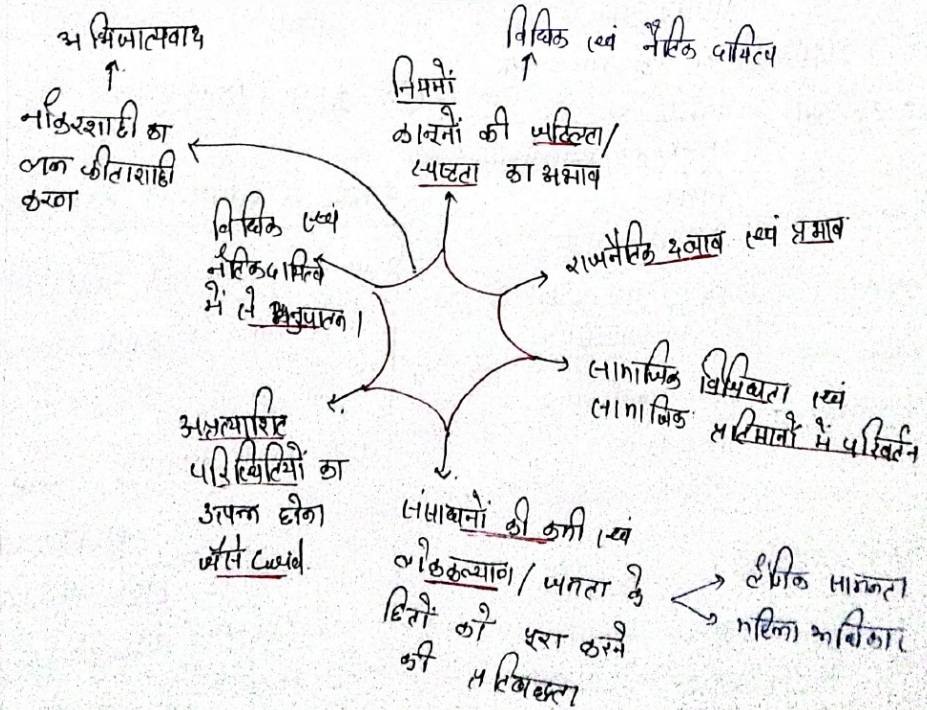 अभिजात्यवाद
नौकरशाही का
लाल फीताशाही
करण
विधिक एवं नैतिक दायित्व
नियमों
कानूनों की जटिलता/
स्पष्टता का अभाव
राजनैतिक दबाव एवं प्रभाव
सामाजिक विविधता एवं
सामाजिक प्रतिमानों में परिवर्तन
संसाधनों की कमी एवं
लोककल्याण/जनता के
हितों को पूरा करने
की प्रतिबद्धता
लैंगिक समानता
महिला अधिकार
अप्रत्याशित
परिस्थितियों का
उत्पन्न होना
जैसे Covid.
विधिक एवं
नैतिक दायित्व
में से अनुपालन।